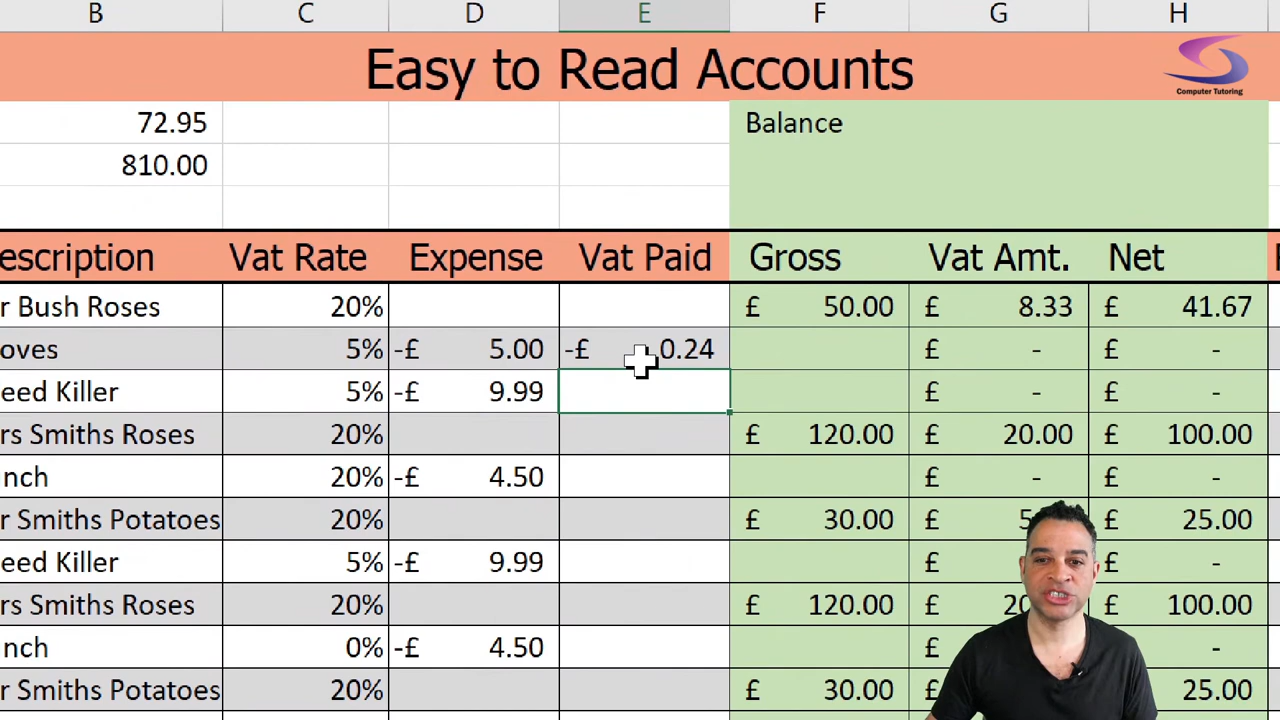 B C D E F G H
Easy to Read Accounts
Computer Tutoring
72.95 Balance
810.00
escription Vat Rate Expense Vat Paid Gross Vat Amt. Net
r Bush Roses 20% £ 50.00 £ 8.33 £ 41.67
oves 5% -£ 5.00 -£ 0.24 £ - £ -
eed Killer 5% -£ 9.99 £ - £ -
rs Smiths Roses 20% £ 120.00 £ 20.00 £ 100.00
nch 20% -£ 4.50 £ - £ -
r Smiths Potatoes 20% £ 30.00 £ £ 25.00
eed Killer 5% -£ 9.99 £ £ -
rs Smiths Roses 20% £ 120.00 £ £ 100.00
nch 0% -£ 4.50 £ -
r Smiths Potatoes 20% £ 30.00 £ 25.00